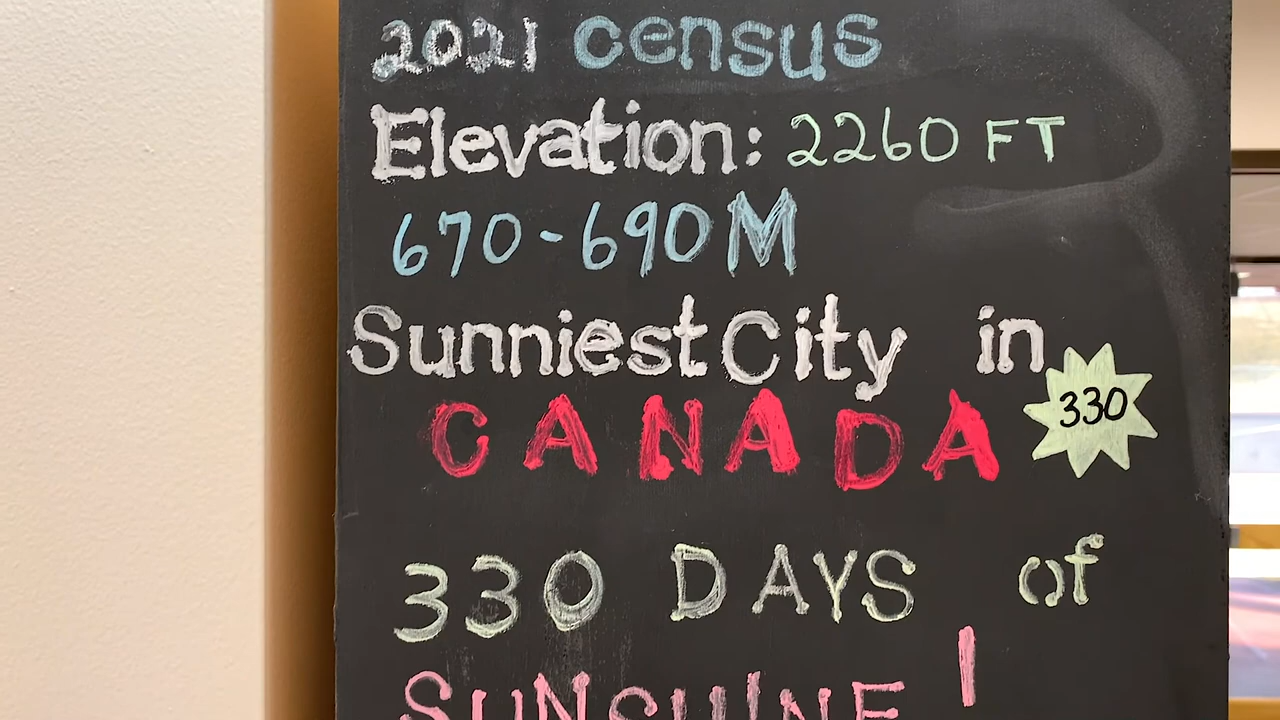 2021 census
Elevation: 2260 FT
670-690M
Sunniest City in
CANADA 330
330 DAYS of
SUNSHINE!